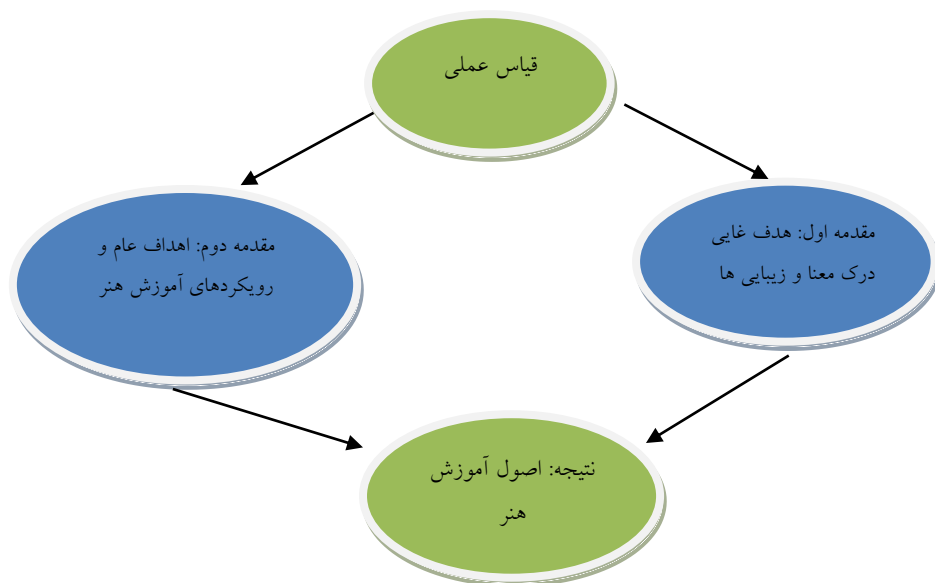 قیاس عملی
مقدمه اول: هدف غایی
درک معنا و زیبایی ها
مقدمه دوم: اهداف عام و
رویکردهای آموزش هنر
نتیجه: اصول آموزش
هنر